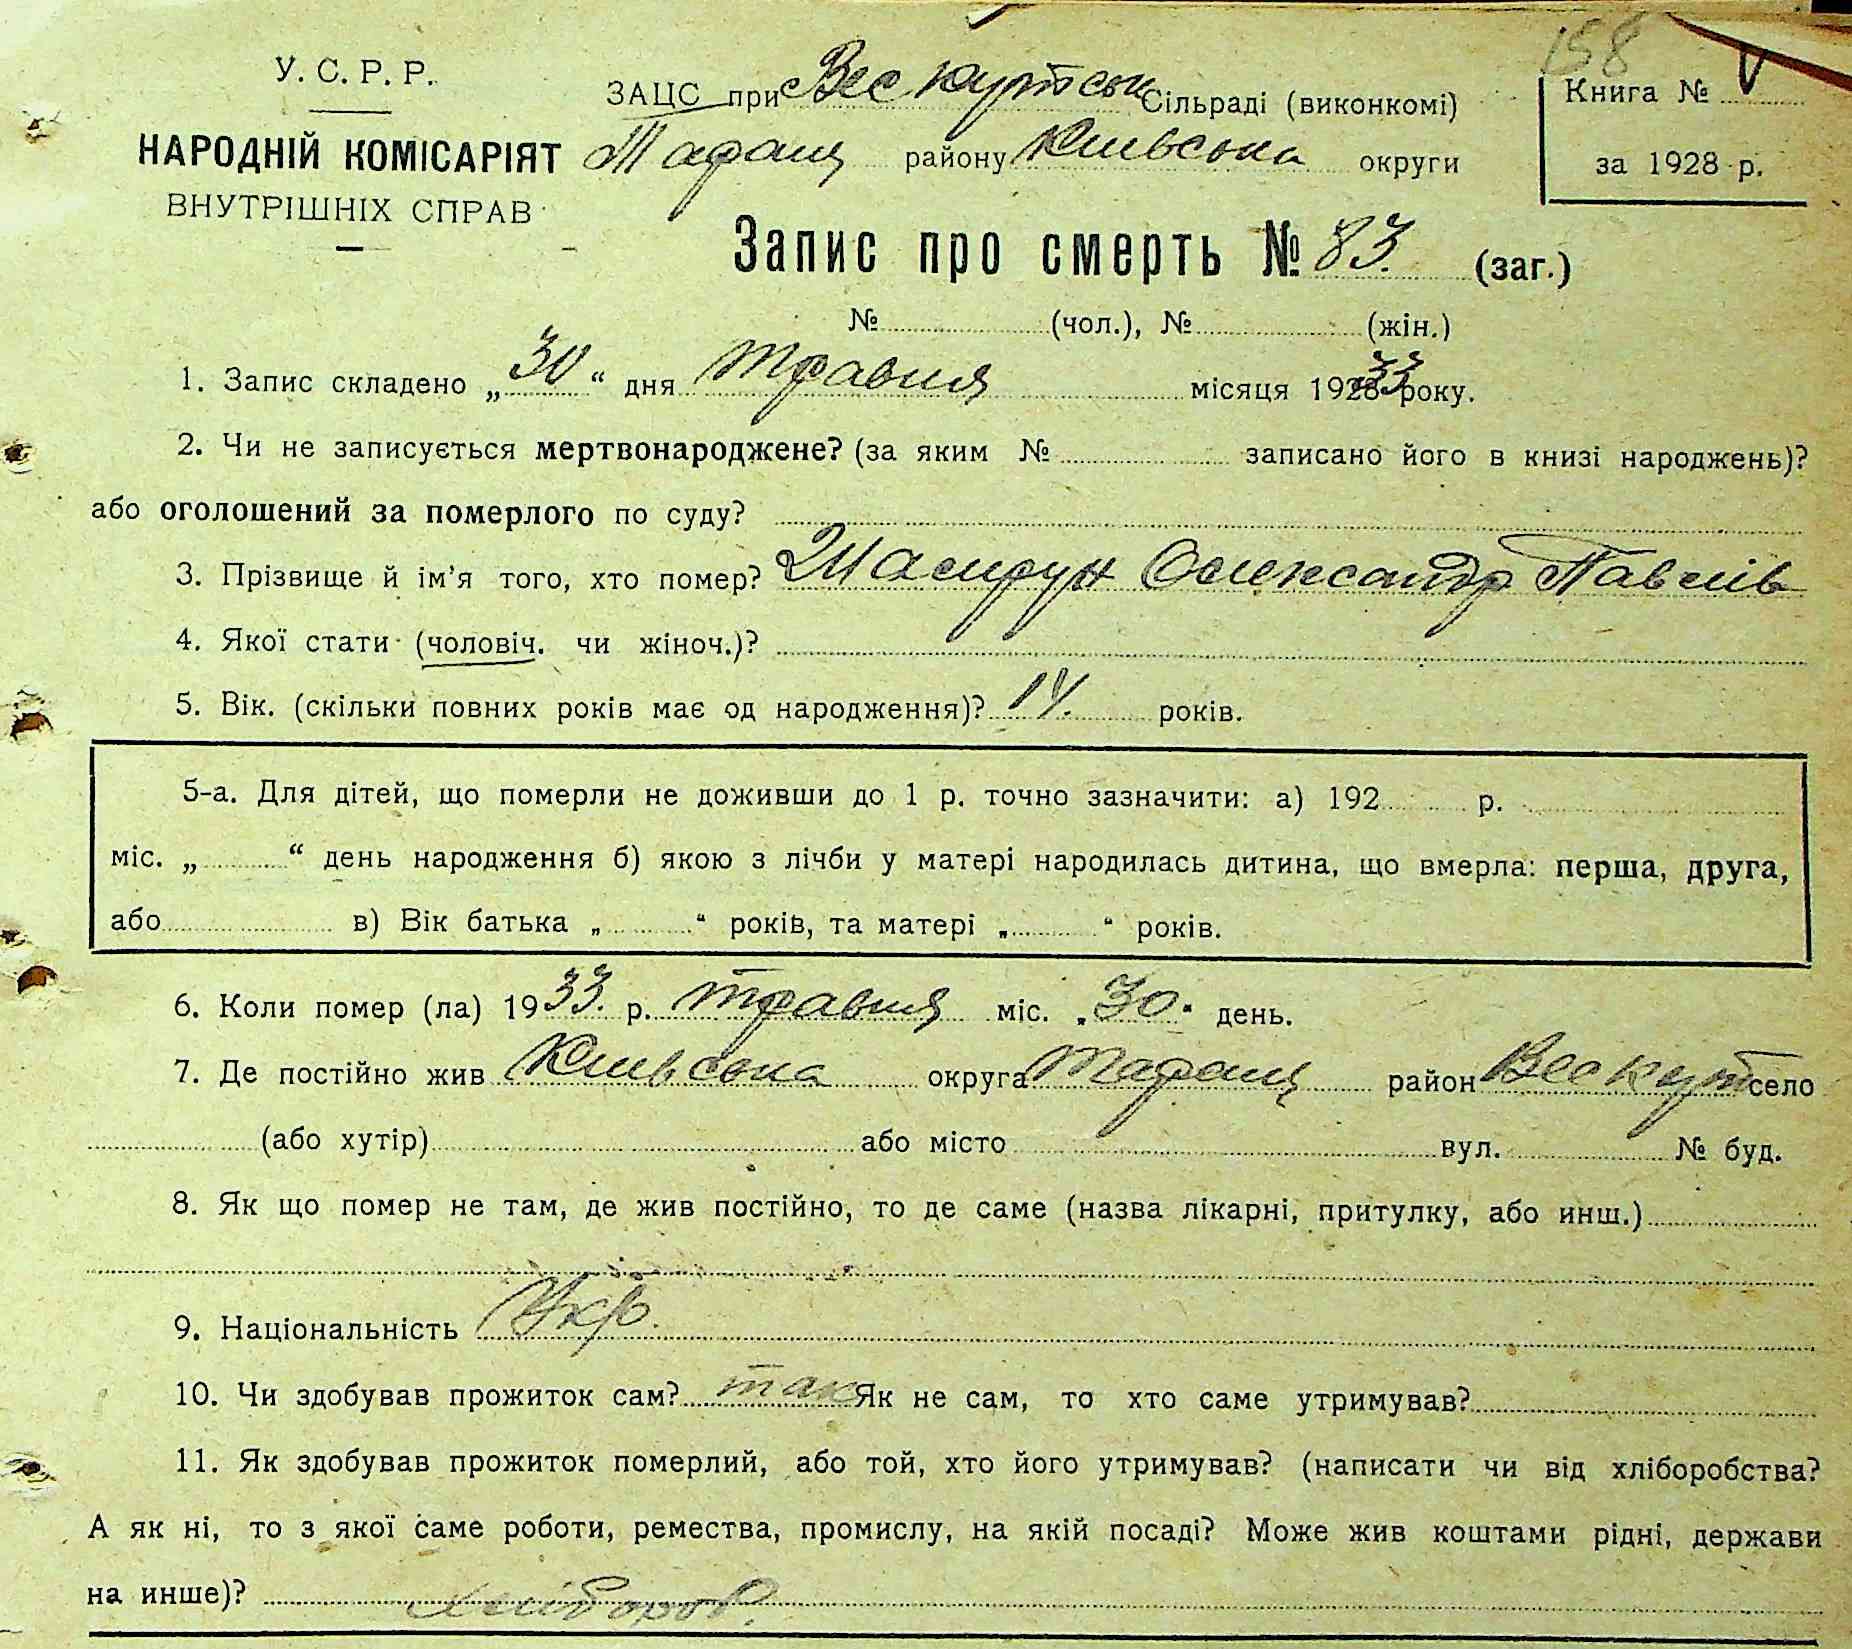 158
У. С. Р. Р.
НАРОДНІЙ КОМІСАРІЯТ
ВНУТРІШНІХ СПРАВ
ЗАЦС при Вескуртськ Сільраді (виконкомі)
Таращ району Київська округи
Книга № V
за 1928 р.
Запис про смерть № 83. (заг.)
№ (чол.), № (жін.)
1. Запис складено „30“ дня травня місяця 192833 року.
2. Чи не записується мертвонароджене? (за яким № записано його в книзі народжень)?
або оголошений за померлого по суду?
3. Прізвище й ім’я того, хто помер? Олександр Павлів
4. Якої стати (чоловіч. чи жіноч.)?
5. Вік. (скільки повних років має од народження)? 14. років.
5-а. Для дітей, що померли не доживши до 1 р. точно зазначити: а) 192 р.
міс. „ “ день народження б) якою з лічби у матері народилась дитина, що вмерла: перша, друга,
або в) Вік батька „ “ років, та матері „ “ років.
6. Коли помер (ла) 1933. р. травня міс. „30“ день.
7. Де постійно жив Київська округа Таращ район Вескут село
(або хутір) або місто вул. № буд.
8. Як що помер не там, де жив постійно, то де саме (назва лікарні, притулку, або инш.)
9. Національність Укр.
10. Чи здобував прожиток сам? так Як не сам, то хто саме утримував?
11. Як здобував прожиток померлий, або той, хто його утримував? (написати чи від хліборобства?
А як ні, то з якої саме роботи, ремества, промислу, на якій посаді? Може жив коштами рідні, держави
на инше)? хлібороб.